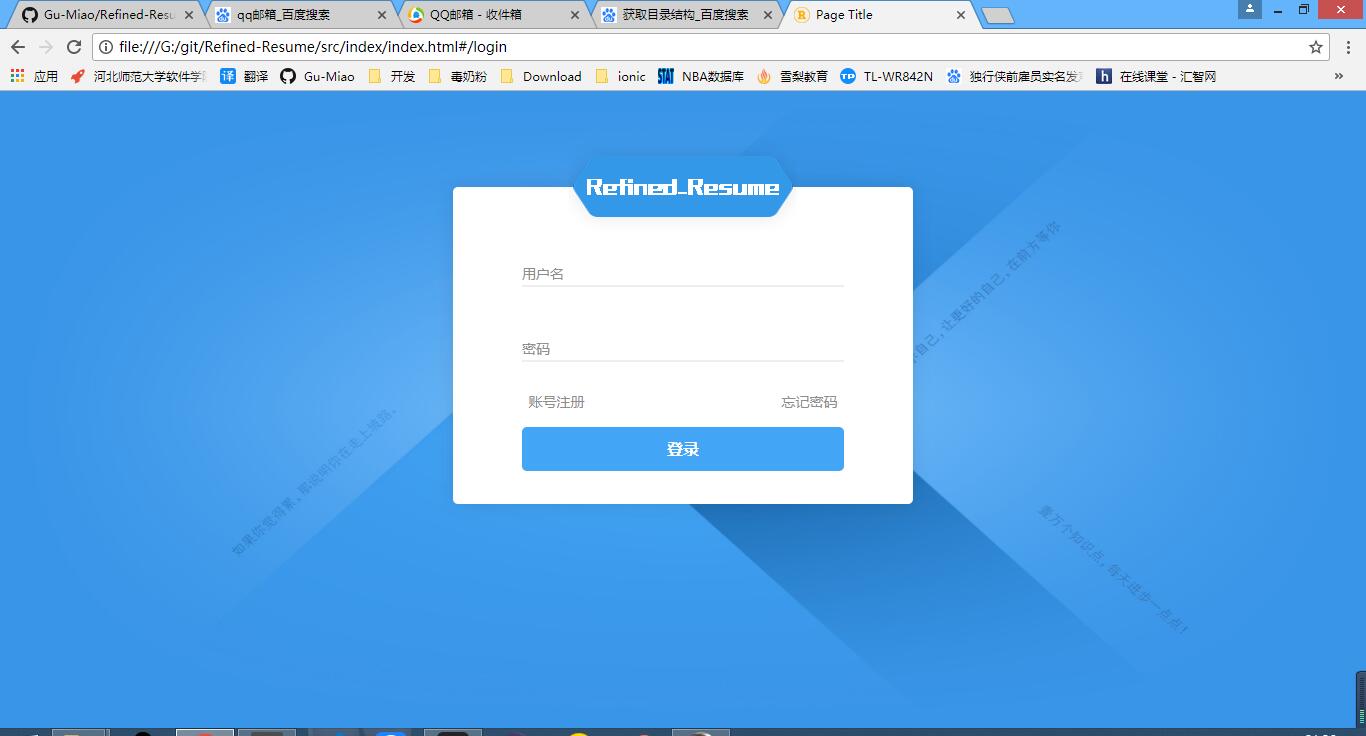 Gu-Miao/Refined-Resu
qq邮箱_百度搜索
QQ邮箱 - 收件箱
获取目录结构_百度搜索
Page Title
file:///G:/git/Refined-Resume/src/index/index.html#/login
应用
河北师范大学软件学
翻译
Gu-Miao
开发
毒奶粉
Download
ionic
STAT
NBA数据库
雪梨教育
TP
TL-WR842N
独行侠前雇员实名发
h
在线课堂 - 汇智网
»
Refined_Resume
用户名
密码
账号注册
忘记密码
登录
自己，让更好的自己，在前方等你
如果你觉得累，那说明你在走上坡路。
万个知识点，每天进步一点点！